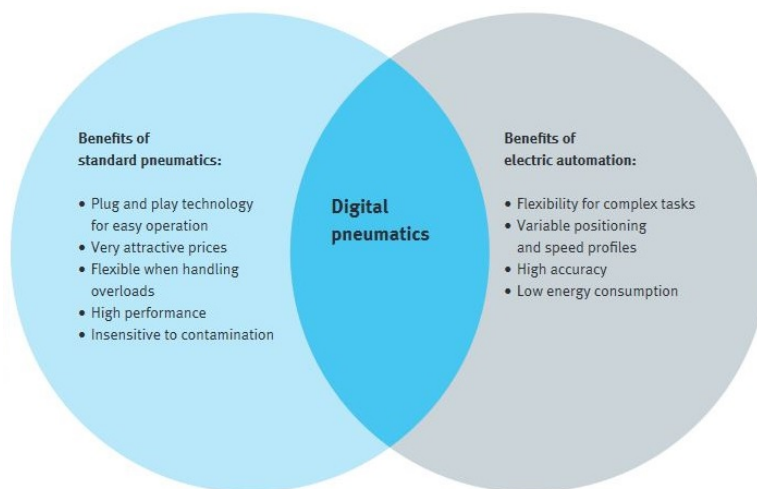 Benefits of
standard pneumatics:
• Plug and play technology
for easy operation
• Very attractive prices
• Flexible when handling
overloads
• High performance
• Insensitive to contamination
Digital
pneumatics
Benefits of
electric automation:
• Flexibility for complex tasks
• Variable positioning
and speed profiles
• High accuracy
• Low energy consumption